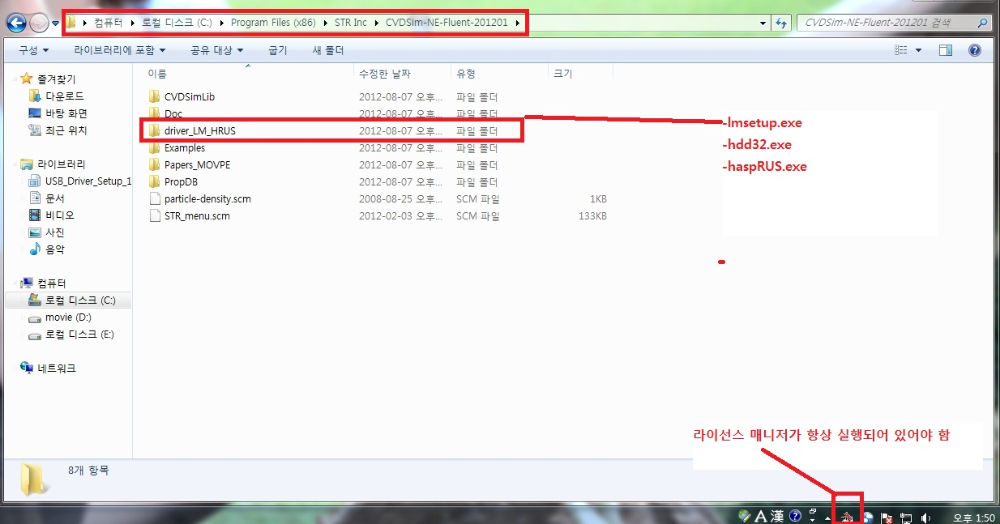 컴퓨터 로컬 디스크 (C:) Program Files (x86) STR Inc CVDSim-NE-Fluent-201201
CVDSim-NE-Fluent-201201 검색
구성 라이브러리에 포함 공유 대상 굽기 새 폴더
즐겨찾기
다운로드
바탕 화면
최근 위치
라이브러리
USB_Driver_Setup_1
문서
비디오
사진
음악
컴퓨터
로컬 디스크 (C:)
movie (D:)
로컬 디스크 (E:)
네트워크
이름 수정한 날짜 유형 크기
CVDSimLib 2012-08-07 오후... 파일 폴더
Doc 2012-08-07 오후... 파일 폴더
driver_LM_HRUS 2012-08-07 오후... 파일 폴더
Examples 2012-08-07 오후... 파일 폴더
Papers_MOVPE 2012-08-07 오후... 파일 폴더
PropDB 2012-08-07 오후... 파일 폴더
particle-density.scm 2008-08-25 오후... SCM 파일 1KB
STR_menu.scm 2012-02-03 오후... SCM 파일 133KB
-lmsetup.exe
-hdd32.exe
-haspRUS.exe
라이선스 매니저가 항상 실행되어 있어야 함
8개 항목
A 漢
오후 1:50